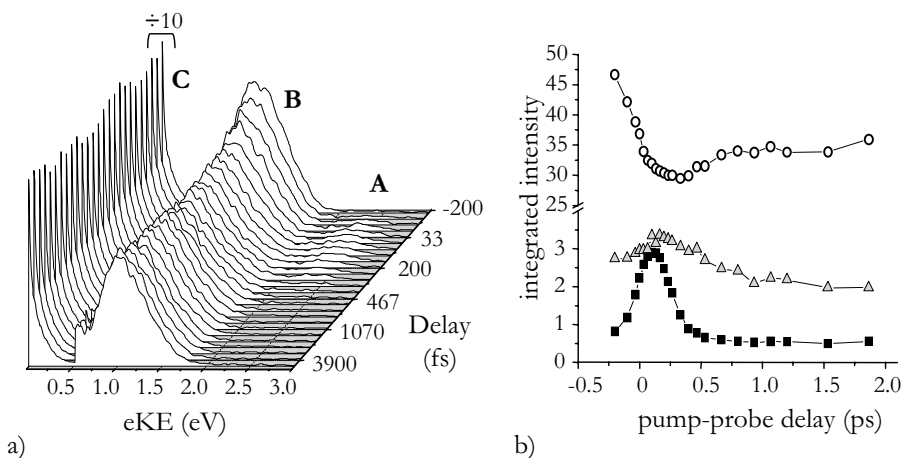 ÷10
C
B
A
-200
33
200
467
1070
3900
Delay
(fs)
0.5 1.0 1.5 2.0 2.5 3.0
eKE (eV)
a)
50
45
40
35
30
25
3
2
1
0
integrated intensity
-0.5 0 0.5 1.0 1.5 2.0
pump-probe delay (ps)
b)